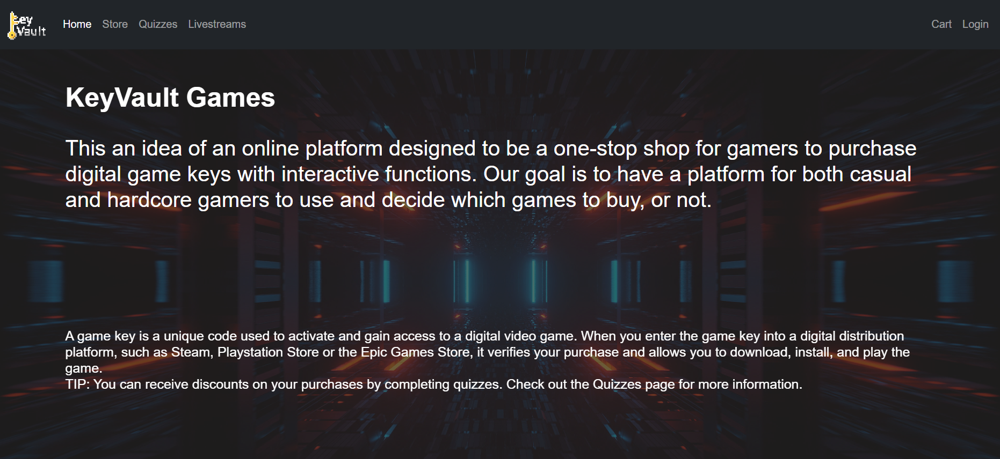 key
Vault
Home Store Quizzes Livestreams Cart Login
KeyVault Games
This an idea of an online platform designed to be a one-stop shop for gamers to purchase
digital game keys with interactive functions. Our goal is to have a platform for both casual
and hardcore gamers to use and decide which games to buy, or not.
A game key is a unique code used to activate and gain access to a digital video game. When you enter the game key into a digital distribution
platform, such as Steam, Playstation Store or the Epic Games Store, it verifies your purchase and allows you to download, install, and play the
game.
TIP: You can receive discounts on your purchases by completing quizzes. Check out the Quizzes page for more information.